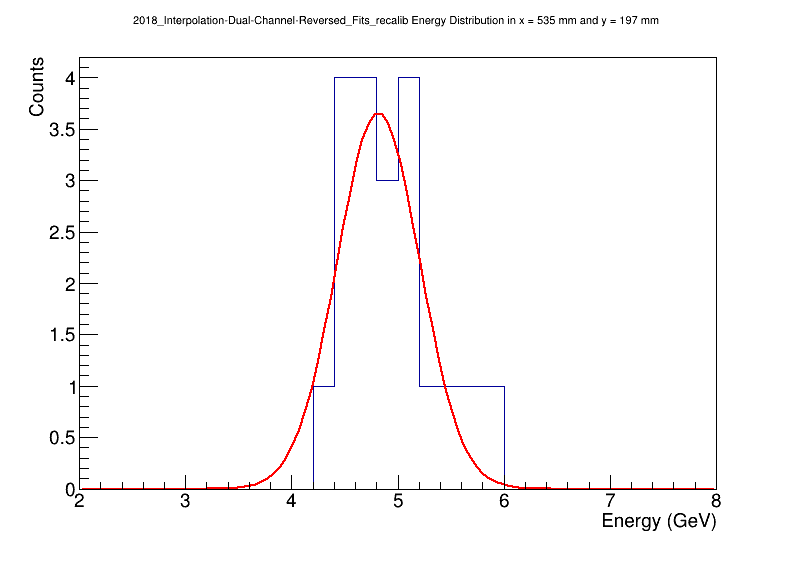 2018_Interpolation-Dual-Channel-Reversed_Fits_recalib Energy Distribution in x = 535 mm and y = 197 mm
Counts
4
3.5
3
2.5
2
1.5
1
0.5
0
2 3 4 5 6 7 8
Energy (GeV)